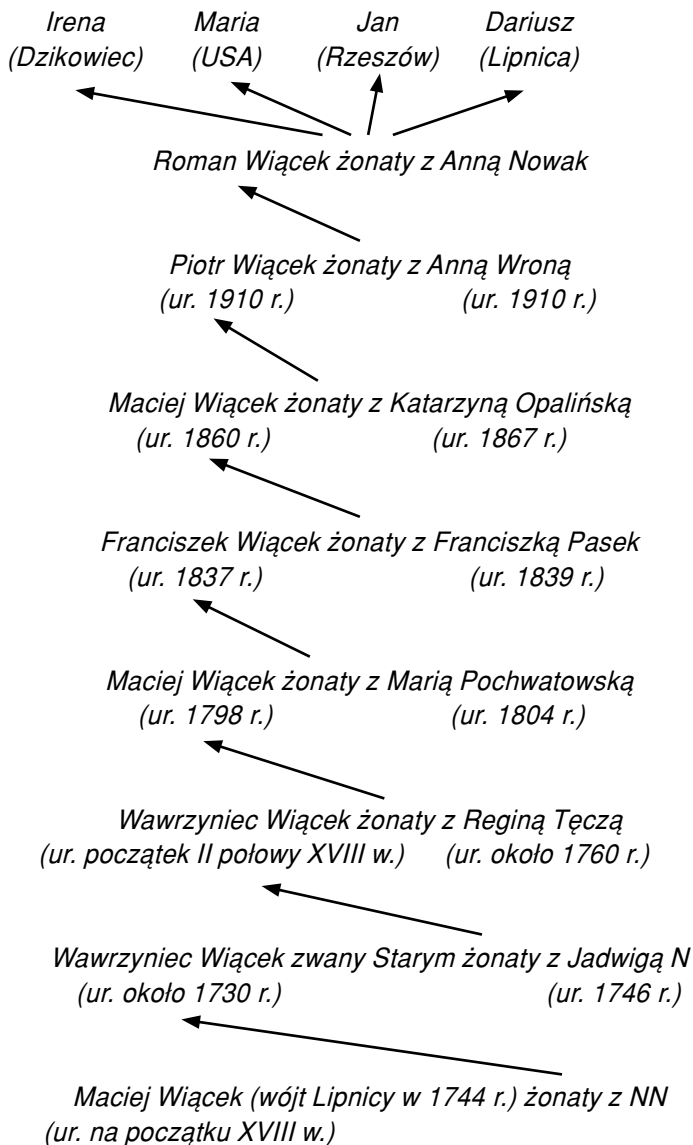 Irena Maria Jan Dariusz
(Dzikowiec) (USA) (Rzeszów) (Lipnica)
Roman Wiącek żonaty z Anną Nowak
Piotr Wiącek żonaty z Anną Wroną
(ur. 1910 r.) (ur. 1910 r.)
Maciej Wiącek żonaty z Katarzyną Opalińską
(ur. 1860 r.) (ur. 1867 r.)
Franciszek Wiącek żonaty z Franciszką Pasek
(ur. 1837 r.) (ur. 1839 r.)
Maciej Wiącek żonaty z Marią Pochwatowską
(ur. 1798 r.) (ur. 1804 r.)
Wawrzyniec Wiącek żonaty z Reginą Tęczą
(ur. początek II połowy XVIII w.) (ur. około 1760 r.)
Wawrzyniec Wiącek zwany Starym żonaty z Jadwigą N
(ur. około 1730 r.) (ur. 1746 r.)
Maciej Wiącek (wójt Lipnicy w 1744 r.) żonaty z NN
(ur. na początku XVIII w.)